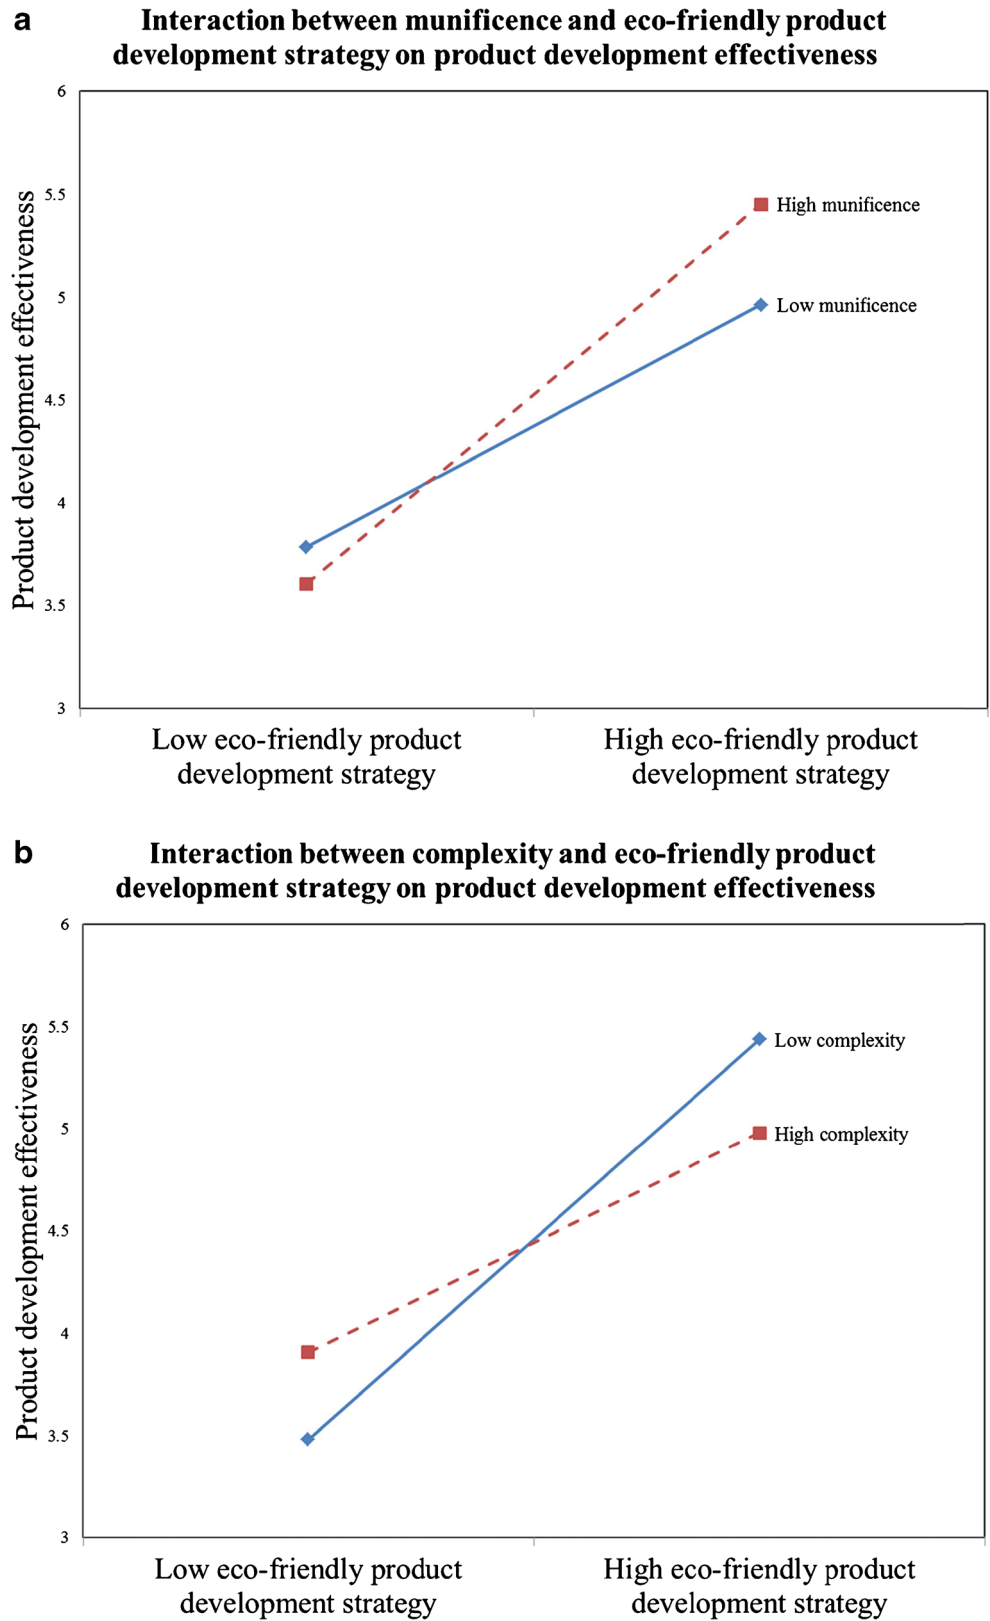 a
Interaction between munificence and eco-friendly product
development strategy on product development effectiveness
Product development effectiveness
6
5.5
5
4.5
4
3.5
3
High munificence
Low munificence
Low eco-friendly product
development strategy
High eco-friendly product
development strategy
b
Interaction between complexity and eco-friendly product
development strategy on product development effectiveness
Product development effectiveness
6
5.5
5
4.5
4
3.5
3
Low complexity
High complexity
Low eco-friendly product
development strategy
High eco-friendly product
development strategy